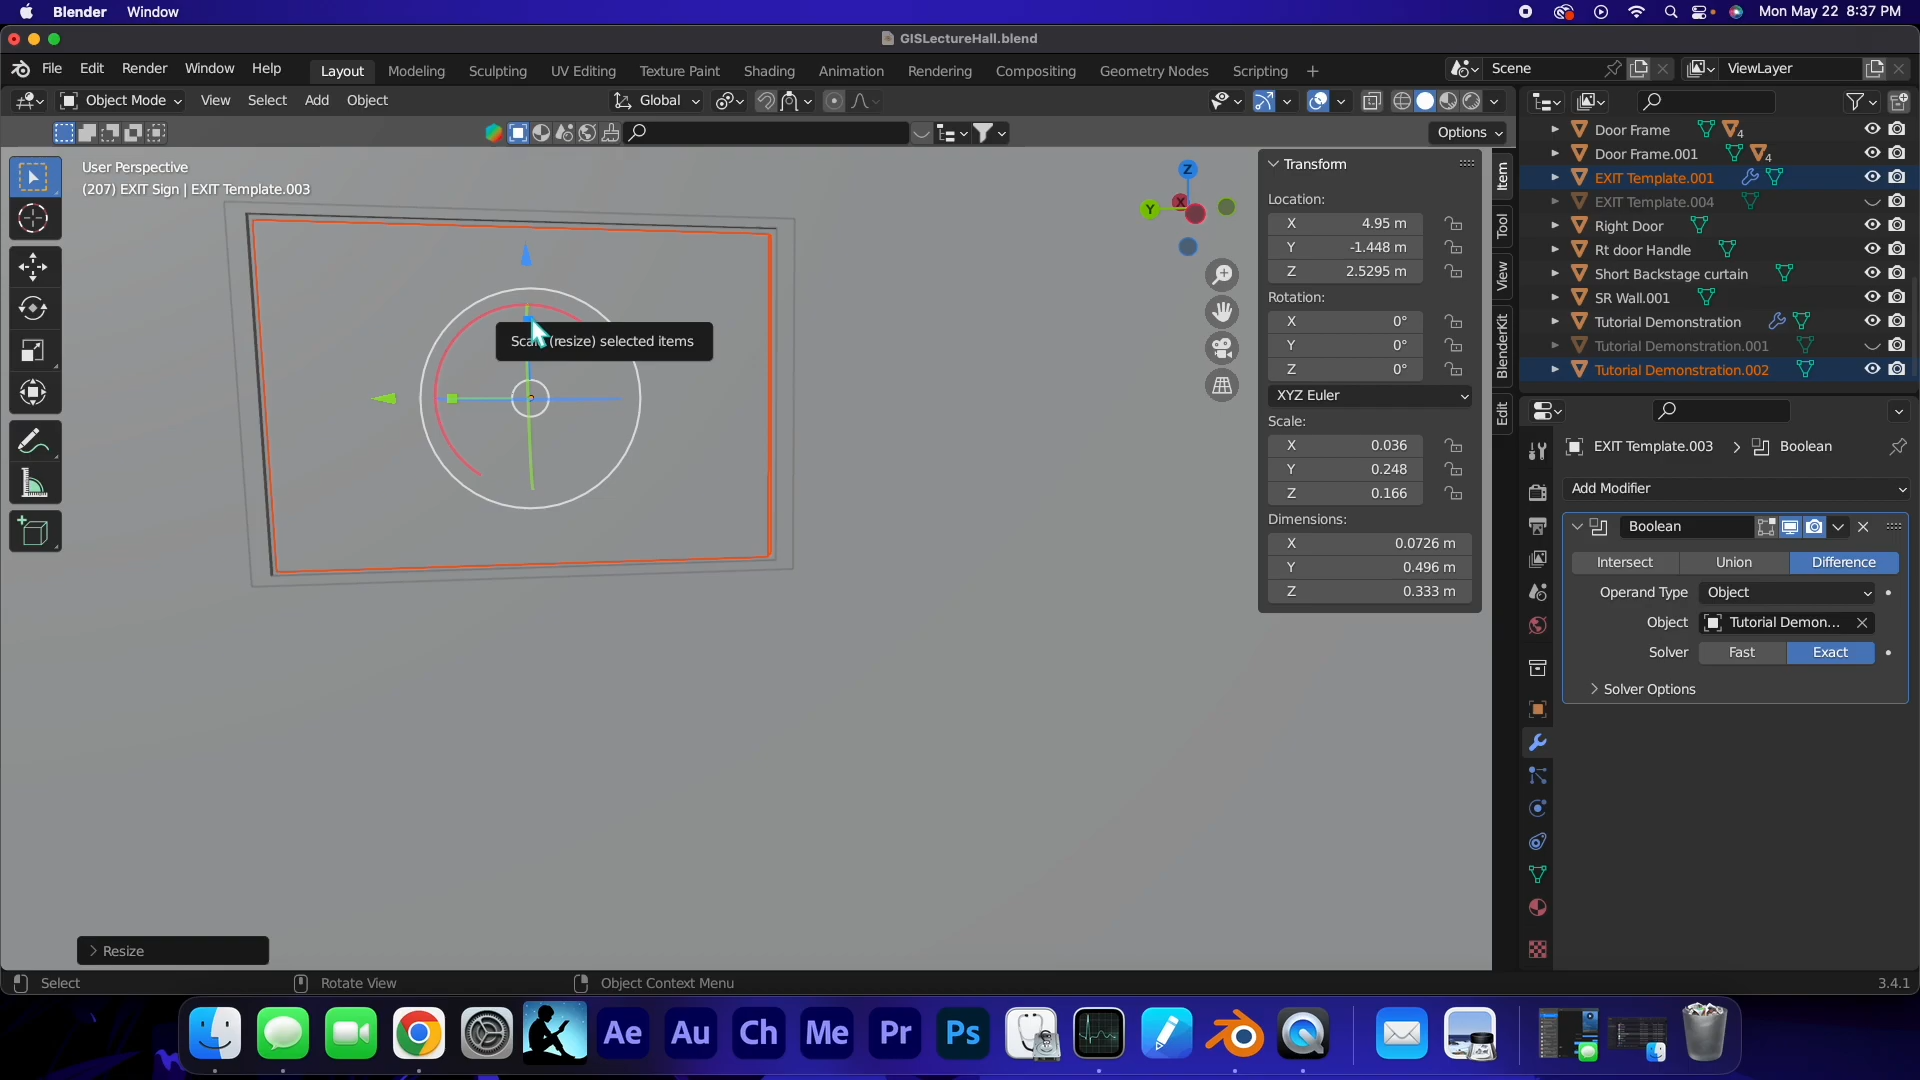 Blender Window Mon May 22 8:37 PM
GISLectureHall.blend
File Edit Render Window Help Layout Modeling Sculpting UV Editing Texture Paint Shading Animation Rendering Compositing Geometry Nodes Scripting + Scene ViewLayer
Object Mode View Select Add Object Global
Options
User Perspective
(207) EXIT Sign | EXIT Template.003
Scale (resize) selected items
Z
Y
X
Transform
Location:
X 4.95 m
Y -1.448 m
Z 2.5295 m
Rotation:
X 0°
Y 0°
Z 0°
XYZ Euler
Scale:
X 0.036
Y 0.248
Z 0.166
Dimensions:
X 0.0726 m
Y 0.496 m
Z 0.333 m
Item
Tool
View
BlenderKit
Edit
Door Frame 4
Door Frame.001 4
EXIT Template.001
EXIT Template.004
Right Door
Rt door Handle
Short Backstage curtain
SR Wall.001
Tutorial Demonstration
Tutorial Demonstration.001
Tutorial Demonstration.002
EXIT Template.003 Boolean
Add Modifier
Boolean
Intersect Union Difference
Operand Type Object
Object Tutorial Demon...
Solver Fast Exact
Solver Options
Resize
Select Rotate View Object Context Menu 3.4.1
Ae Au Ch Me Pr Ps